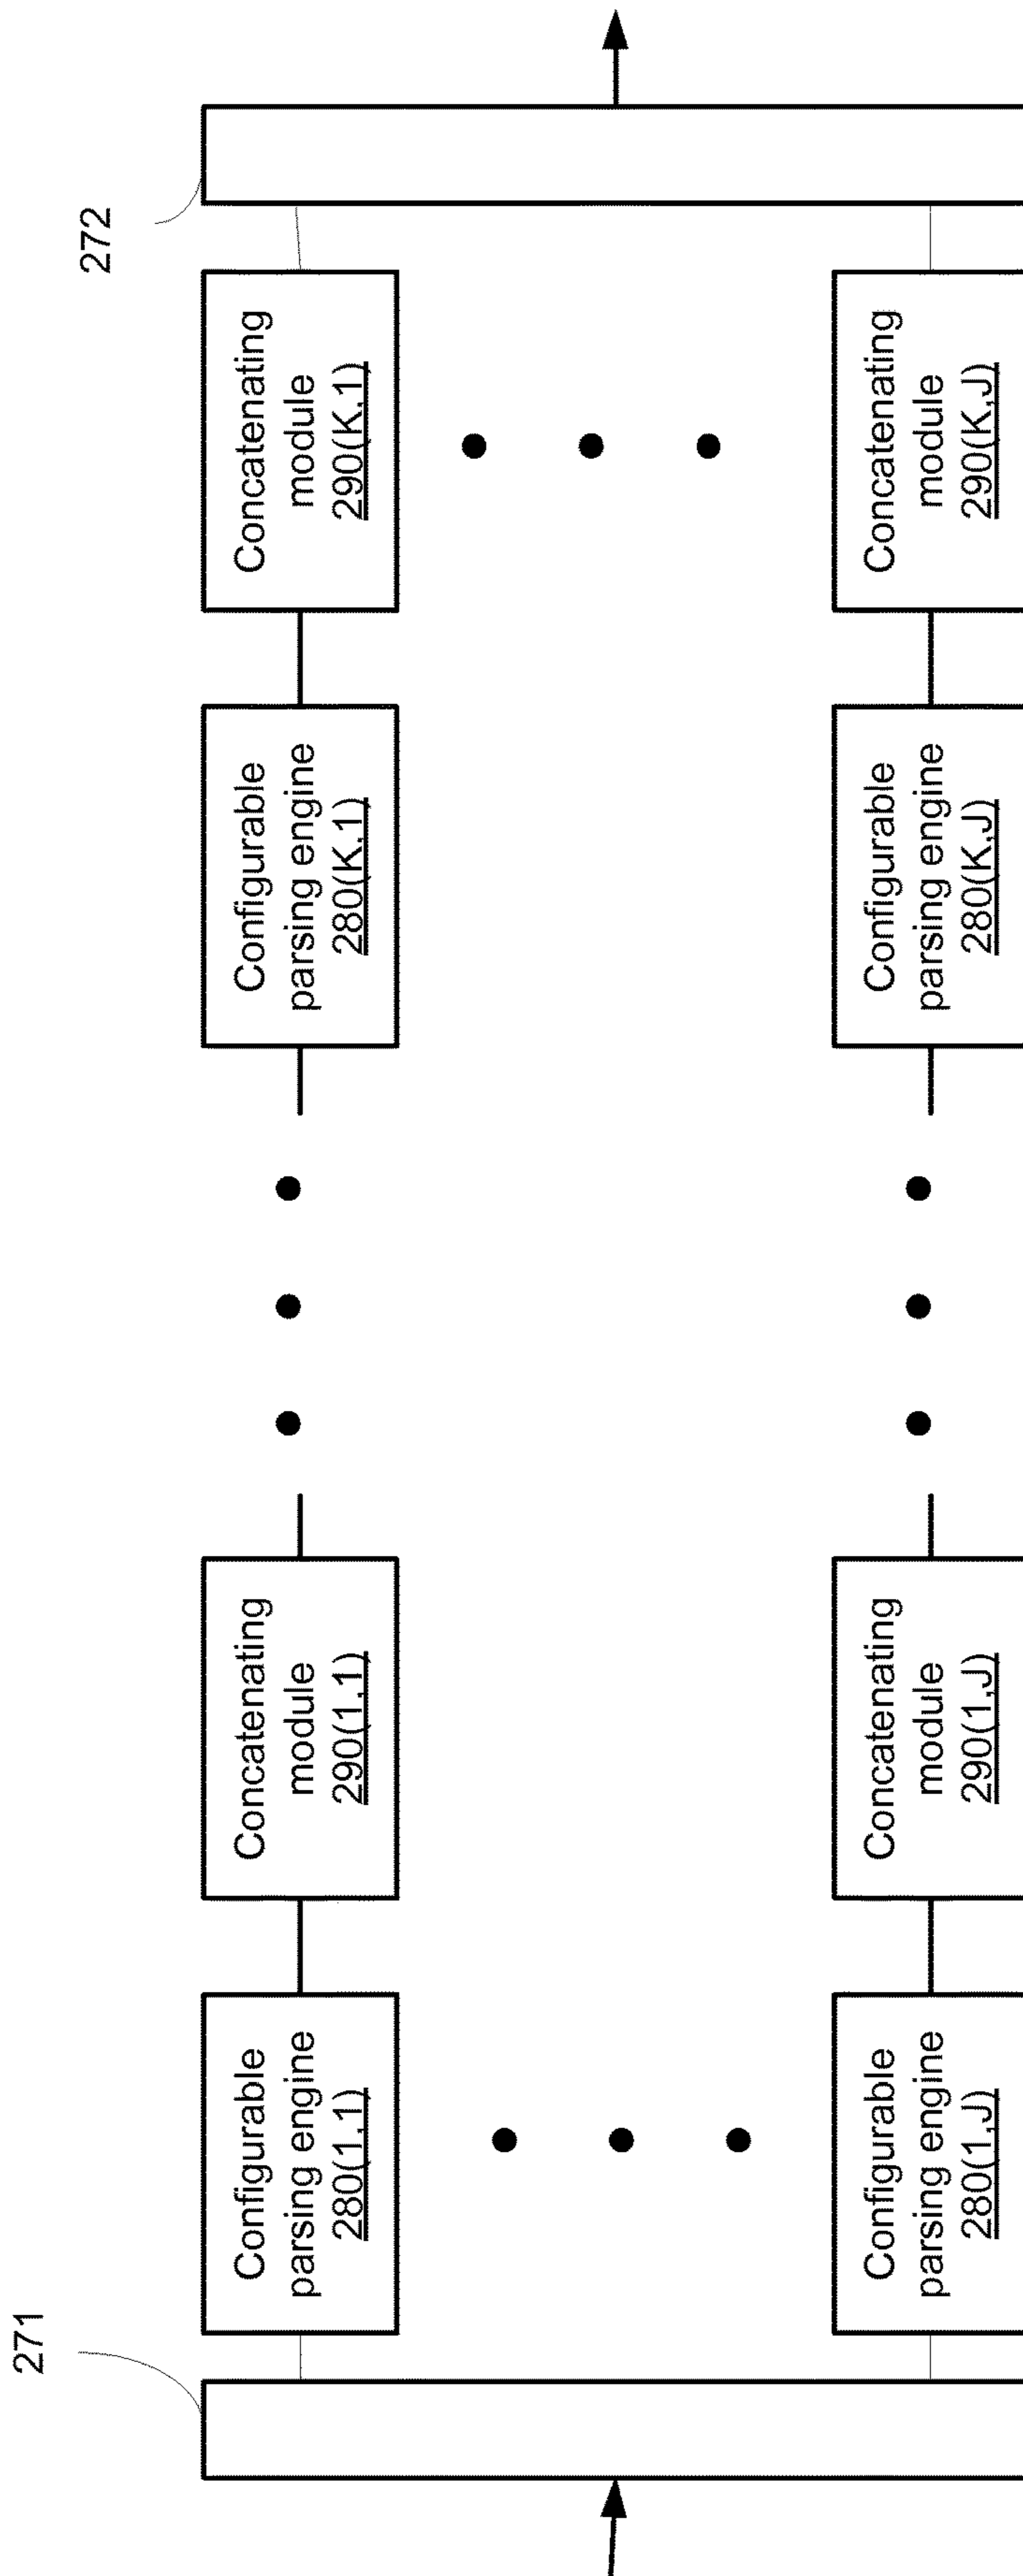 271
272
Configurable
parsing engine
280(1,1)
Concatenating
module
290(1,1)
Configurable
parsing engine
280(K,1)
Concatenating
module
290(K,1)
Configurable
parsing engine
280(1,J)
Concatenating
module
290(1,J)
Configurable
parsing engine
280(K,J)
Concatenating
module
290(K,J)